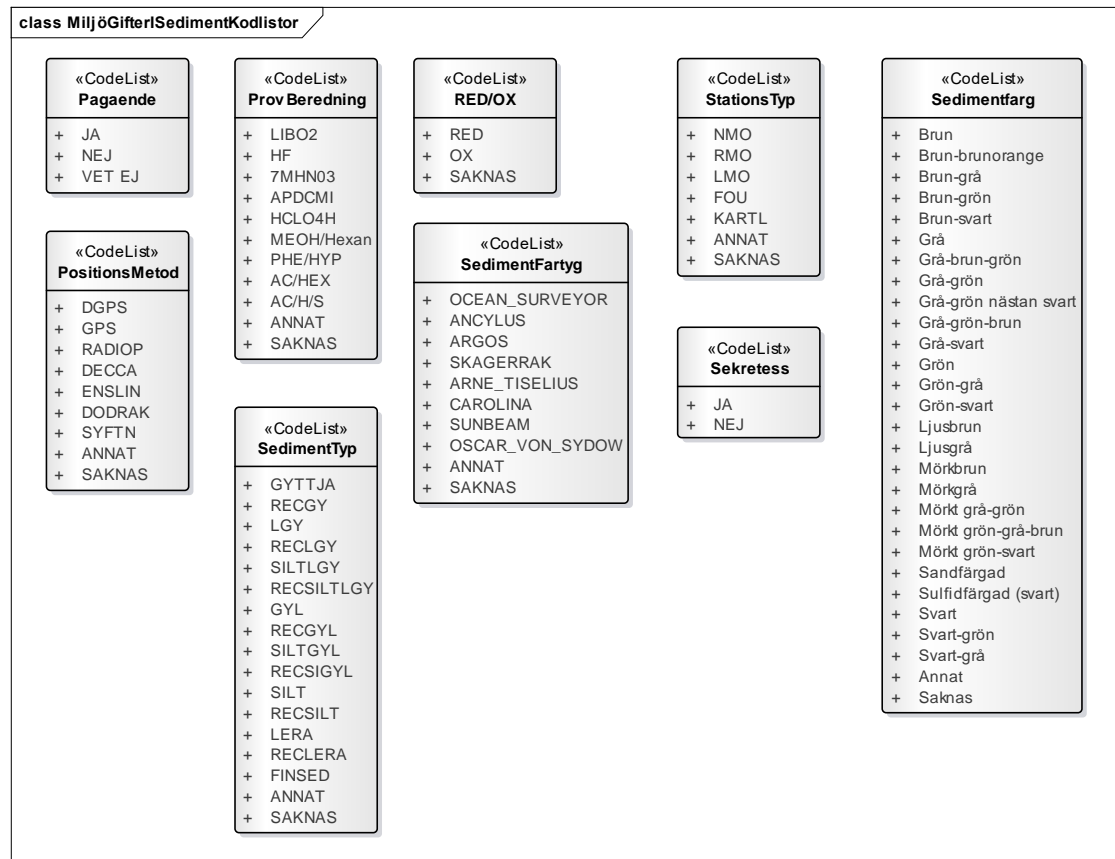 class MiljöGifterISedimentKodlistor
«CodeList»
Pagaende
+ JA
+ NEJ
+ VET EJ
«CodeList»
PositionsMetod
+ DGPS
+ GPS
+ RADIOP
+ DECCA
+ ENSLIN
+ DODRAK
+ SYFTN
+ ANNAT
+ SAKNAS
«CodeList»
ProvBeredning
+ LIBO2
+ HF
+ 7MHN03
+ APDCMI
+ HCLO4H
+ MEOH/Hexan
+ PHE/HYP
+ AC/HEX
+ AC/H/S
+ ANNAT
+ SAKNAS
«CodeList»
SedimentTyp
+ GYTTJA
+ RECGY
+ LGY
+ RECLGY
+ SILTLGY
+ RECSILTLGY
+ GYL
+ RECGYL
+ SILTGYL
+ RECSIGYL
+ SILT
+ RECSILT
+ LERA
+ RECLERA
+ FINSED
+ ANNAT
+ SAKNAS
«CodeList»
RED/OX
+ RED
+ OX
+ SAKNAS
«CodeList»
SedimentFartyg
+ OCEAN_SURVEYOR
+ ANCYLUS
+ ARGOS
+ SKAGERRAK
+ ARNE_TISELIUS
+ CAROLINA
+ SUNBEAM
+ OSCAR_VON_SYDOW
+ ANNAT
+ SAKNAS
«CodeList»
StationsTyp
+ NMO
+ RMO
+ LMO
+ FOU
+ KARTL
+ ANNAT
+ SAKNAS
«CodeList»
Sekretess
+ JA
+ NEJ
«CodeList»
Sedimentfarg
+ Brun
+ Brun-brunorange
+ Brun-grå
+ Brun-grön
+ Brun-svart
+ Grå
+ Grå-brun-grön
+ Grå-grön
+ Grå-grön nästan svart
+ Grå-grön-brun
+ Grå-svart
+ Grön
+ Grön-grå
+ Grön-svart
+ Ljusbrun
+ Ljusgrå
+ Mörkbrun
+ Mörkgrå
+ Mörkt grå-grön
+ Mörkt grön-grå-brun
+ Mörkt grön-svart
+ Sandfärgad
+ Sulfidfärgad (svart)
+ Svart
+ Svart-grön
+ Svart-grå
+ Annat
+ Saknas